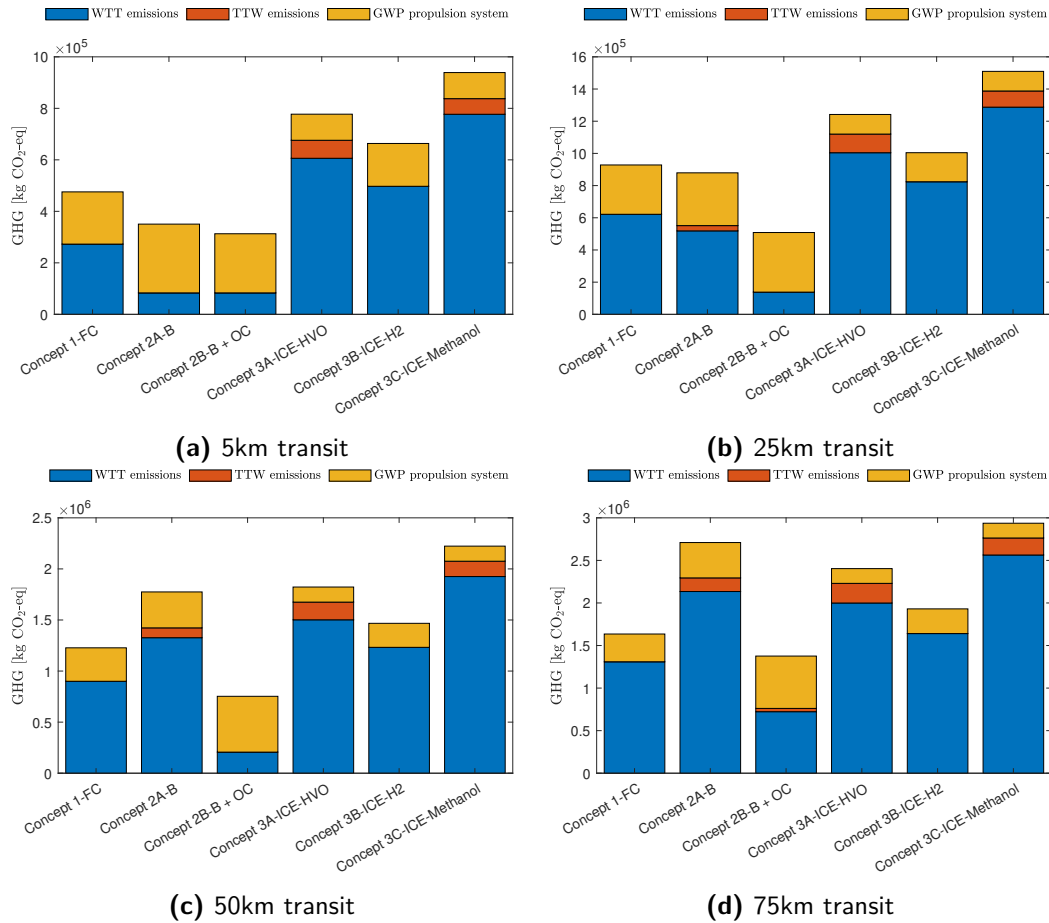 WTT emissions TTW emissions GWP propulsion system
×10⁵
GHG [kg CO₂-eq]
10
8
6
4
2
0
Concept 1-FC
Concept 2A-B
Concept 2B-B + OC
Concept 3A-ICE-HVO
Concept 3B-ICE-H2
Concept 3C-ICE-Methanol
(a) 5km transit
WTT emissions TTW emissions GWP propulsion system
×10⁵
GHG [kg CO₂-eq]
16
14
12
10
8
6
4
2
0
Concept 1-FC
Concept 2A-B
Concept 2B-B + OC
Concept 3A-ICE-HVO
Concept 3B-ICE-H2
Concept 3C-ICE-Methanol
(b) 25km transit
WTT emissions TTW emissions GWP propulsion system
×10⁶
GHG [kg CO₂-eq]
2.5
2
1.5
1
0.5
0
Concept 1-FC
Concept 2A-B
Concept 2B-B + OC
Concept 3A-ICE-HVO
Concept 3B-ICE-H2
Concept 3C-ICE-Methanol
(c) 50km transit
WTT emissions TTW emissions GWP propulsion system
×10⁶
GHG [kg CO₂-eq]
3
2.5
2
1.5
1
0.5
0
Concept 1-FC
Concept 2A-B
Concept 2B-B + OC
Concept 3A-ICE-HVO
Concept 3B-ICE-H2
Concept 3C-ICE-Methanol
(d) 75km transit